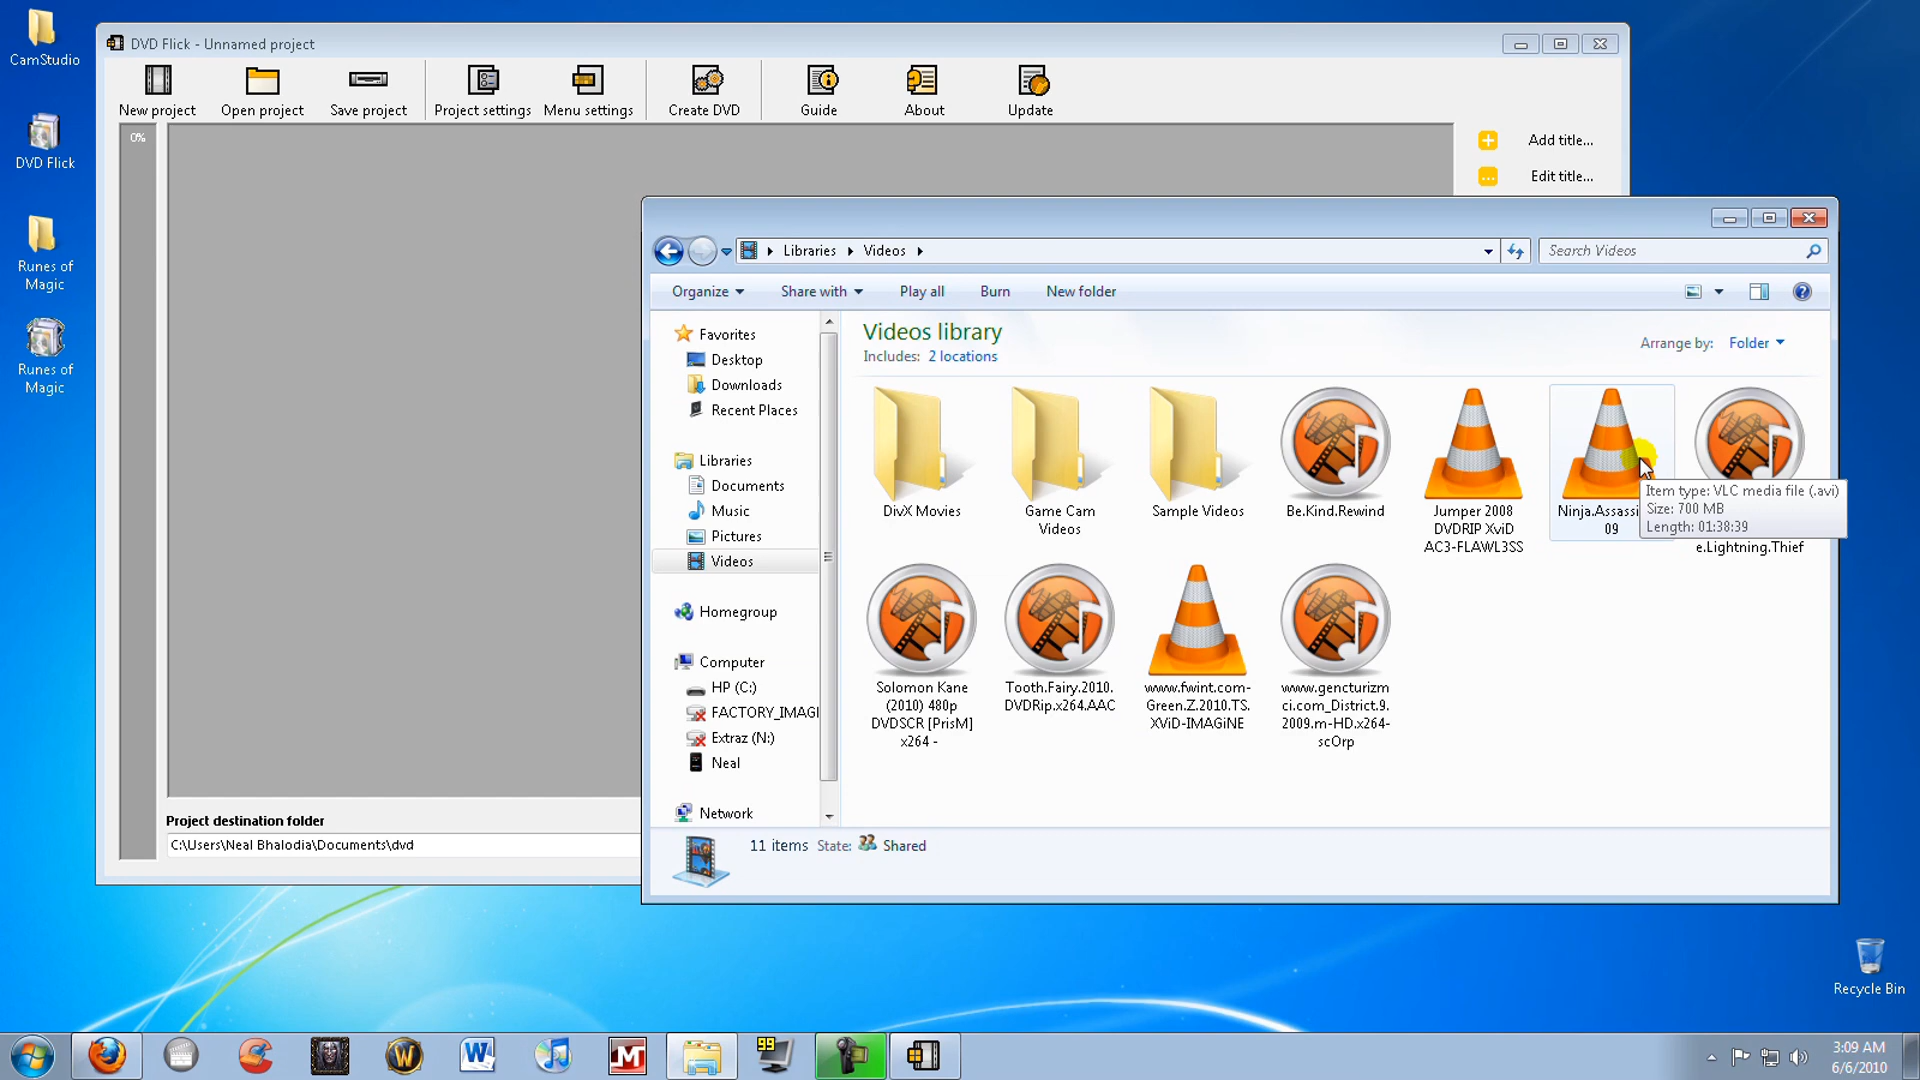 CamStudio
DVD Flick
Runes of
Magic
Runes of
Magic
DVD Flick - Unnamed project
New project
Open project
Save project
Project settings
Menu settings
Create DVD
Guide
About
Update
0%
Add title...
Edit title...
Project destination folder
C:\Users\Neal Bhalodia\Documents\dvd
Libraries
Videos
Search Videos
Organize
Share with
Play all
Burn
New folder
Favorites
Desktop
Downloads
Recent Places
Libraries
Documents
Music
Pictures
Videos
Homegroup
Computer
HP (C:)
FACTORY_IMAGI
Extraz (N:)
Neal
Network
Videos library
Includes: 2 locations
Arrange by: Folder
DivX Movies
Game Cam
Videos
Sample Videos
Be.Kind.Rewind
Jumper 2008
DVDRIP XviD
AC3-FLAWL3SS
Ninja.Assassi
09
e.Lightning.Thief
Item type: VLC media file (.avi)
Size: 700 MB
Length: 01:38:39
Solomon Kane
(2010) 480p
DVDSCR [PrisM]
x264 -
Tooth.Fairy.2010.
DVDRip.x264.AAC
www.fwint.com-
Green.Z.2010.TS.
XViD-IMAGiNE
www.gencturizm
ci.com_District.9.
2009.m-HD.x264-
scOrp
11 items State: Shared
Recycle Bin
99
W
W
M
3:09 AM
6/6/2010